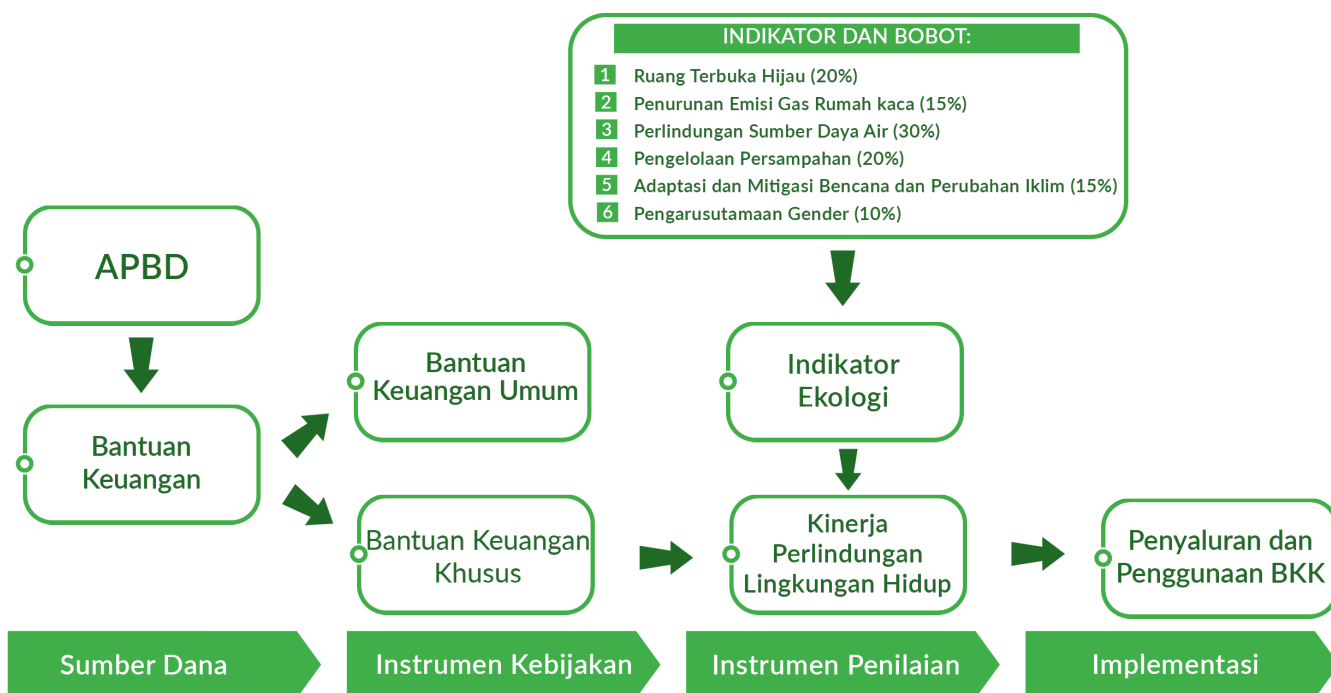 INDIKATOR DAN BOBOT:
1 Ruang Terbuka Hijau (20%)
2 Penurunan Emisi Gas Rumah kaca (15%)
3 Perlindungan Sumber Daya Air (30%)
4 Pengelolaan Persampahan (20%)
5 Adaptasi dan Mitigasi Bencana dan Perubahan Iklim (15%)
6 Pengarusutamaan Gender (10%)
APBD
Bantuan
Keuangan
Bantuan
Keuangan Umum
Bantuan Keuangan
Khusus
Indikator
Ekologi
Kinerja
Perlindungan
Lingkungan Hidup
Penyaluran dan
Penggunaan BKK
Sumber Dana
Instrumen Kebijakan
Instrumen Penilaian
Implementasi